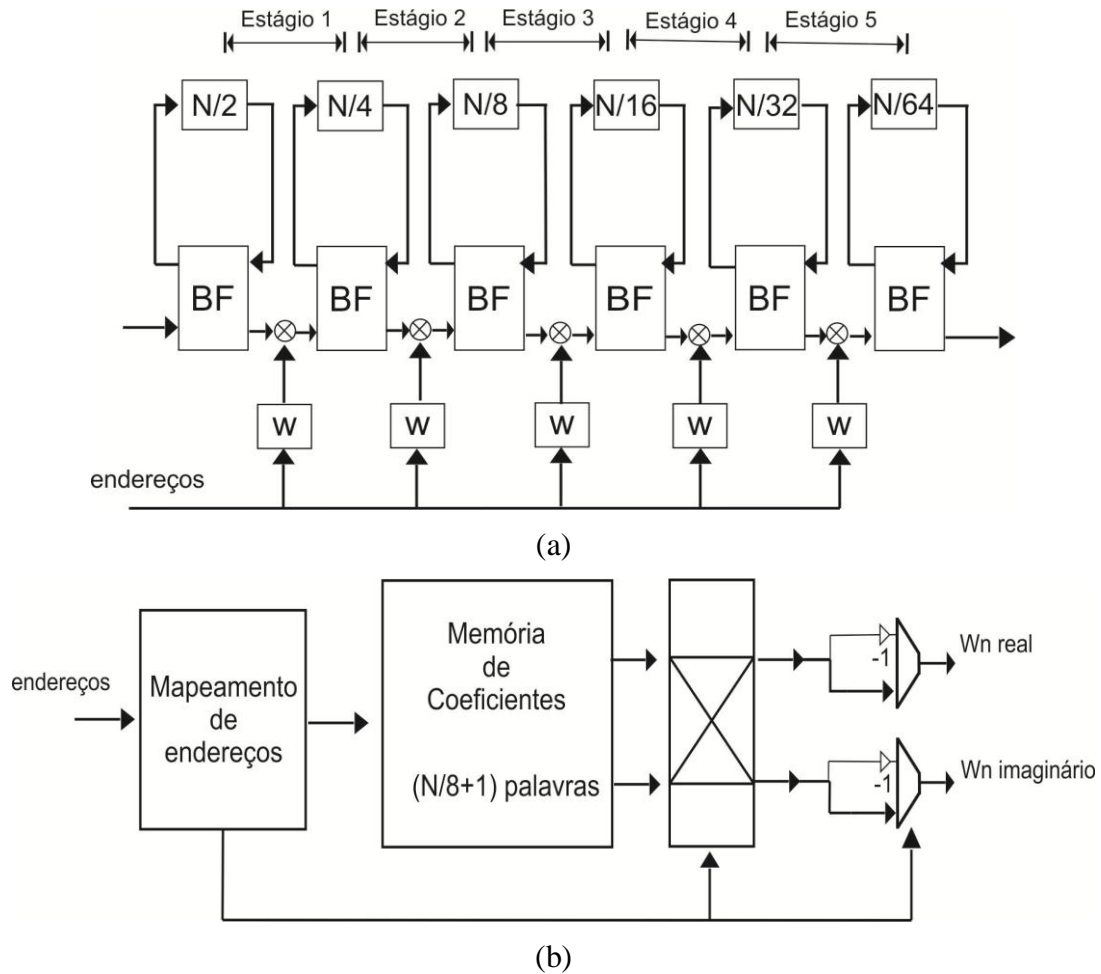 Estágio 1 Estágio 2 Estágio 3 Estágio 4 Estágio 5
N/2 N/4 N/8 N/16 N/32 N/64
BF BF BF BF BF BF
w w w w w
endereços
(a)
endereços
Mapeamento
de
endereços
Memória
de
Coeficientes
(N/8+1) palavras
-1
Wn real
-1
Wn imaginário
(b)